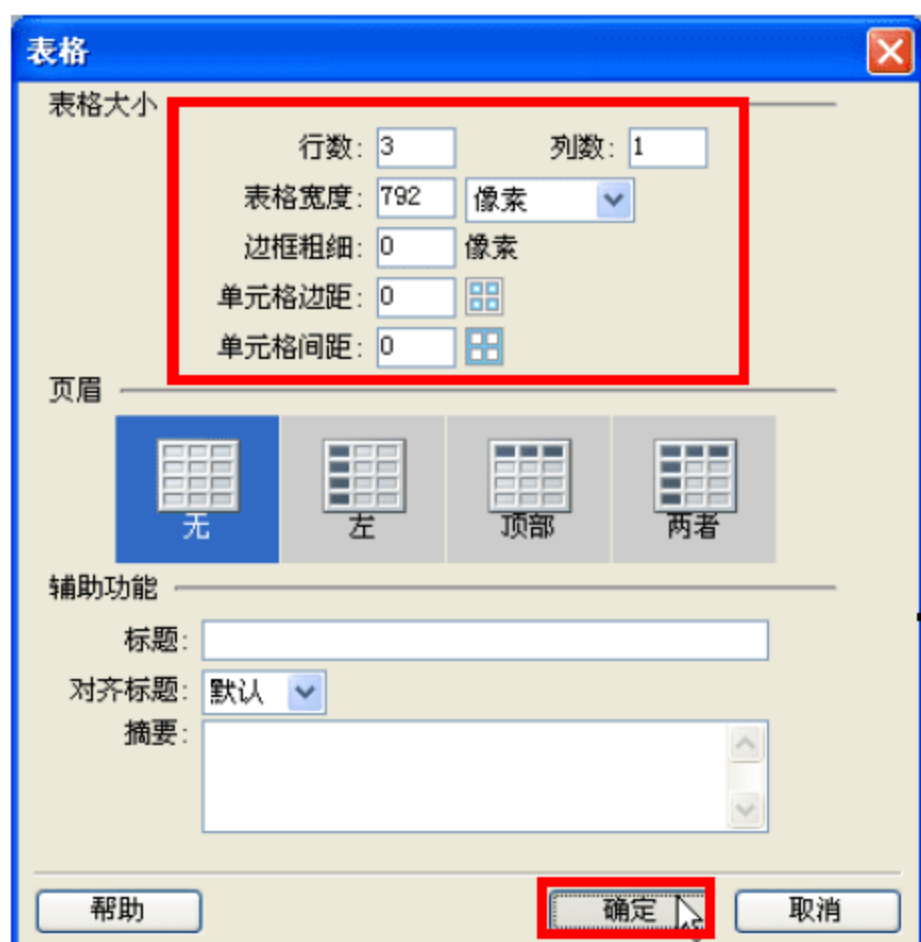 表格
表格大小
行数: 3 列数: 1
表格宽度: 792 像素
边框粗细: 0 像素
单元格边距: 0
单元格间距: 0
页眉
无 左 顶部 两者
辅助功能
标题:
对齐标题: 默认
摘要:
帮助 确定 取消